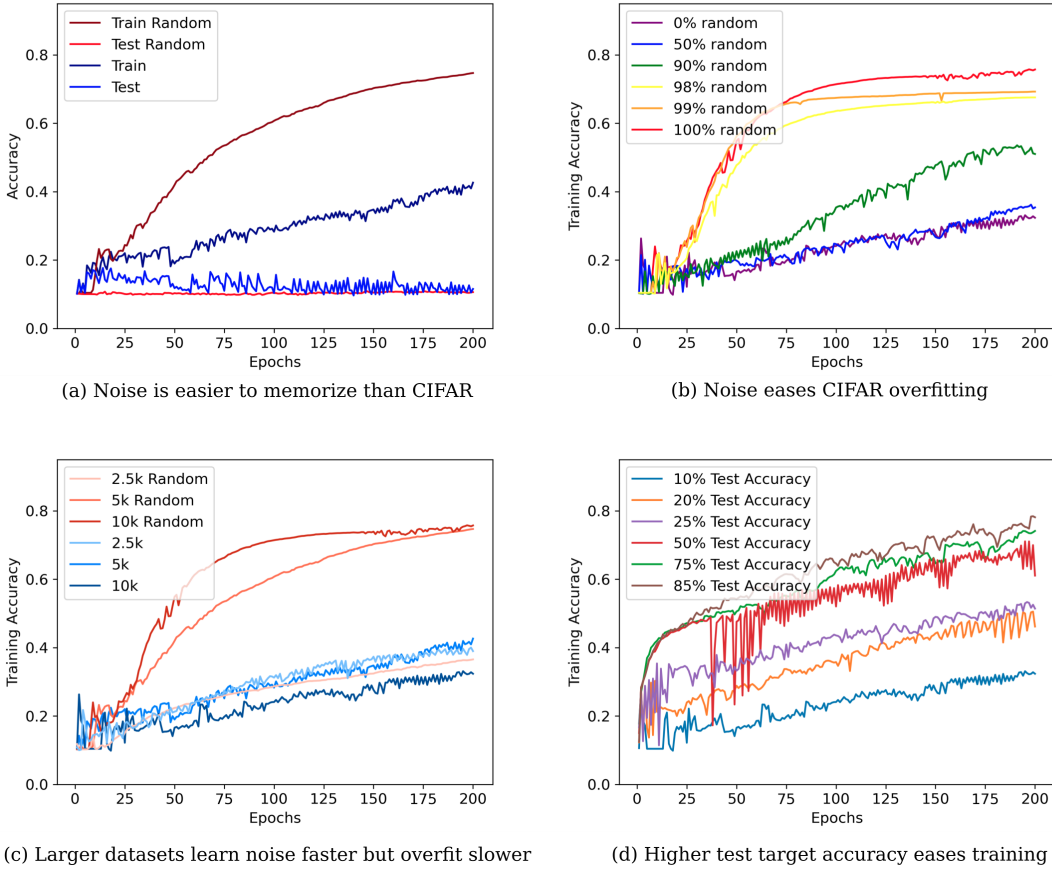 Train Random
Test Random
Train
Test
0.8
0.6
0.4
0.2
0.0
Accuracy
0 25 50 75 100 125 150 175 200
Epochs
(a) Noise is easier to memorize than CIFAR
0% random
50% random
90% random
98% random
99% random
100% random
0.8
0.6
0.4
0.2
0.0
Training Accuracy
0 25 50 75 100 125 150 175 200
Epochs
(b) Noise eases CIFAR overfitting
2.5k Random
5k Random
10k Random
2.5k
5k
10k
0.8
0.6
0.4
0.2
0.0
Training Accuracy
0 25 50 75 100 125 150 175 200
Epochs
(c) Larger datasets learn noise faster but overfit slower
10% Test Accuracy
20% Test Accuracy
25% Test Accuracy
50% Test Accuracy
75% Test Accuracy
85% Test Accuracy
0.8
0.6
0.4
0.2
0.0
Training Accuracy
0 25 50 75 100 125 150 175 200
Epochs
(d) Higher test target accuracy eases training